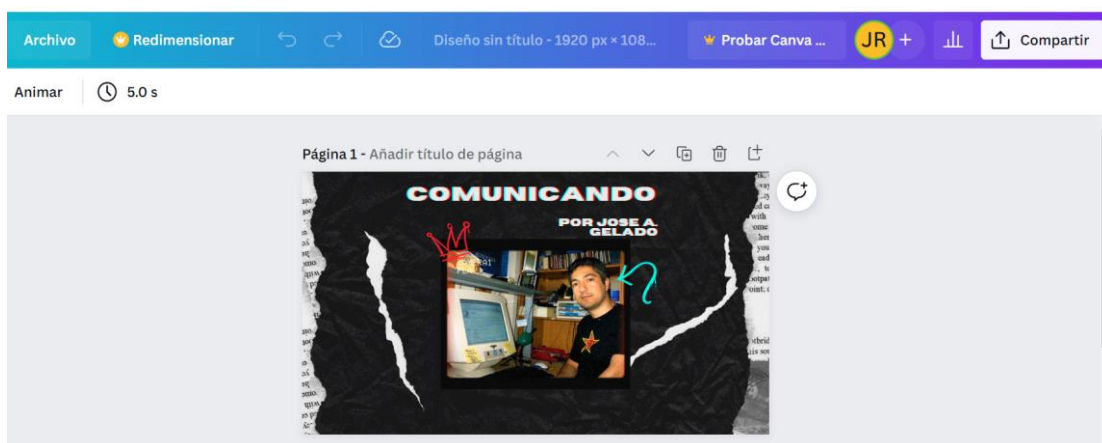 Archivo
Redimensionar
Diseño sin título - 1920 px × 108...
Probar Canva ...
JR
+
Compartir
Animar
5.0 s
Página 1 - Añadir título de página
COMUNICANDO
POR JOSE A.
GELADO
with